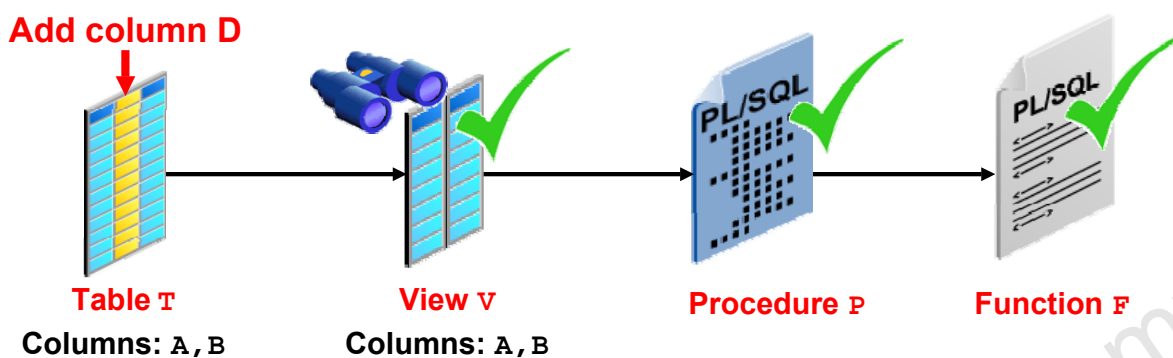 Add column D
PL/SQL
PL/SQL
Table T
View V
Procedure P
Function F
Columns: A,B
Columns: A,B